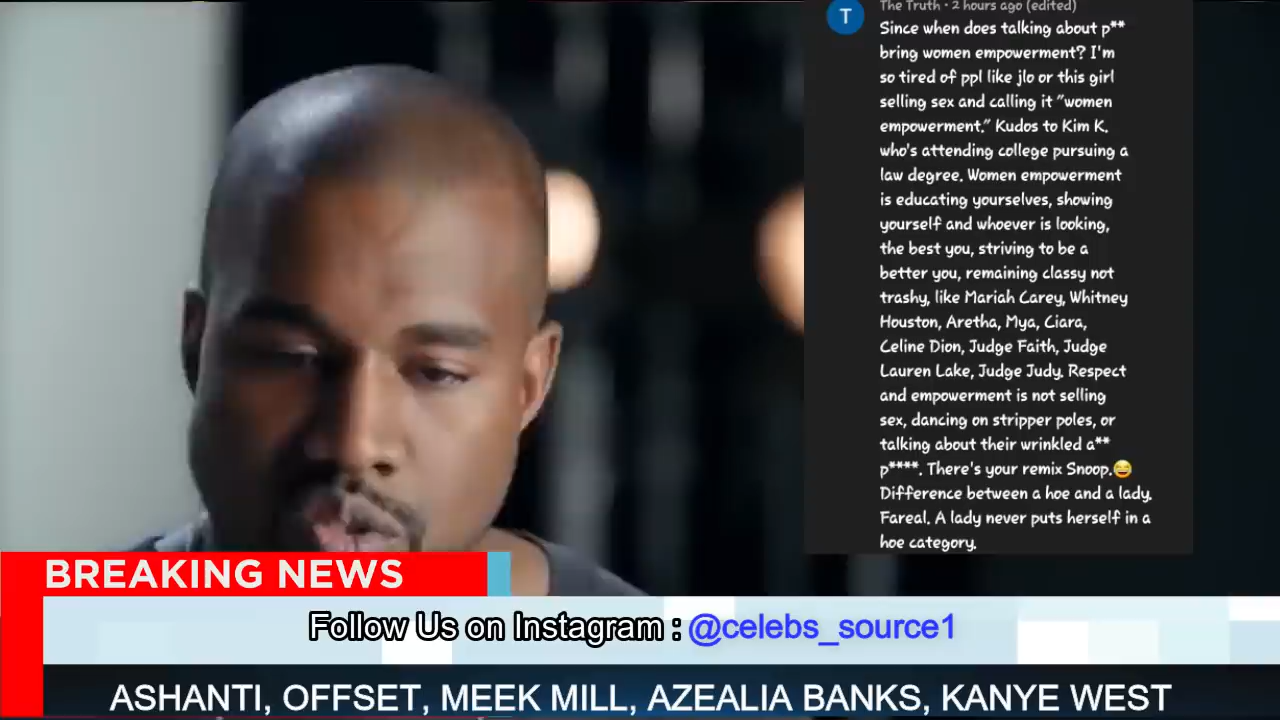 The Truth • 2 hours ago (edited)
T
Since when does talking about p**
bring women empowerment? I'm
so tired of ppl like jlo or this girl
selling sex and calling it "women
empowerment." Kudos to Kim K.
who's attending college pursuing a
law degree. Women empowerment
is educating yourselves, showing
yourself and whoever is looking,
the best you, striving to be a
better you, remaining classy not
trashy, like Mariah Carey, Whitney
Houston, Aretha, Mya, Ciara,
Celine Dion, Judge Faith, Judge
Lauren Lake, Judge Judy. Respect
and empowerment is not selling
sex, dancing on stripper poles, or
talking about their wrinkled a**
p****. There's your remix Snoop.😂
Difference between a hoe and a lady.
Fareal. A lady never puts herself in a
hoe category.
BREAKING NEWS
Follow Us on Instagram : @celebs_source1
ASHANTI, OFFSET, MEEK MILL, AZEALIA BANKS, KANYE WEST